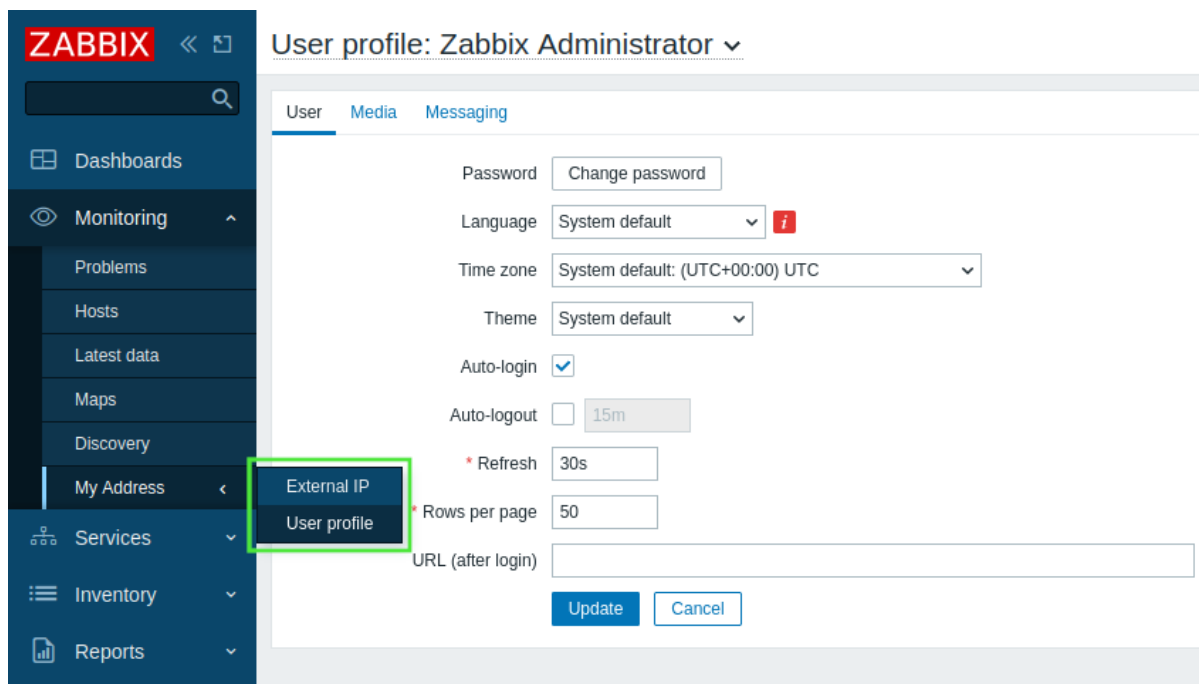 ZABBIX
User profile: Zabbix Administrator
User Media Messaging
Dashboards
Monitoring
Problems
Hosts
Latest data
Maps
Discovery
My Address
External IP
User profile
Services
Inventory
Reports
Password Change password
Language System default i
Time zone System default: (UTC+00:00) UTC
Theme System default
Auto-login
Auto-logout 15m
* Refresh 30s
* Rows per page 50
URL (after login)
Update Cancel